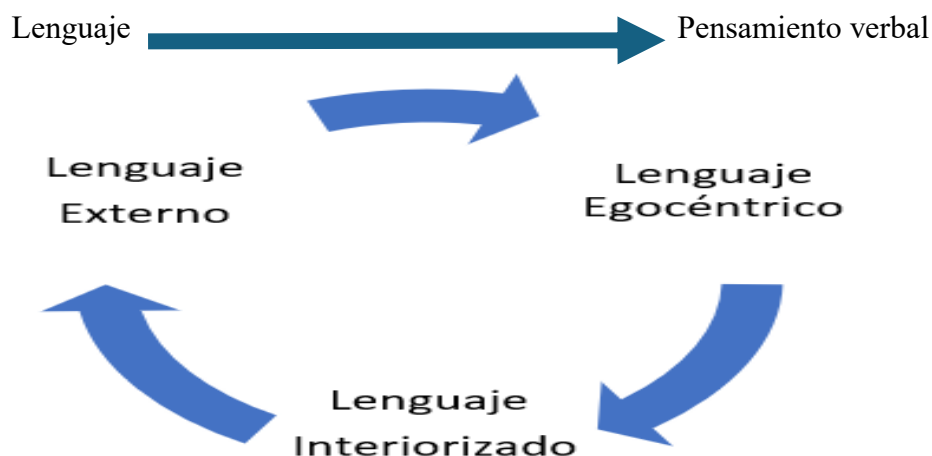 Lenguaje
Pensamiento verbal
Lenguaje
Externo
Lenguaje
Egocéntrico
Lenguaje
Interiorizado